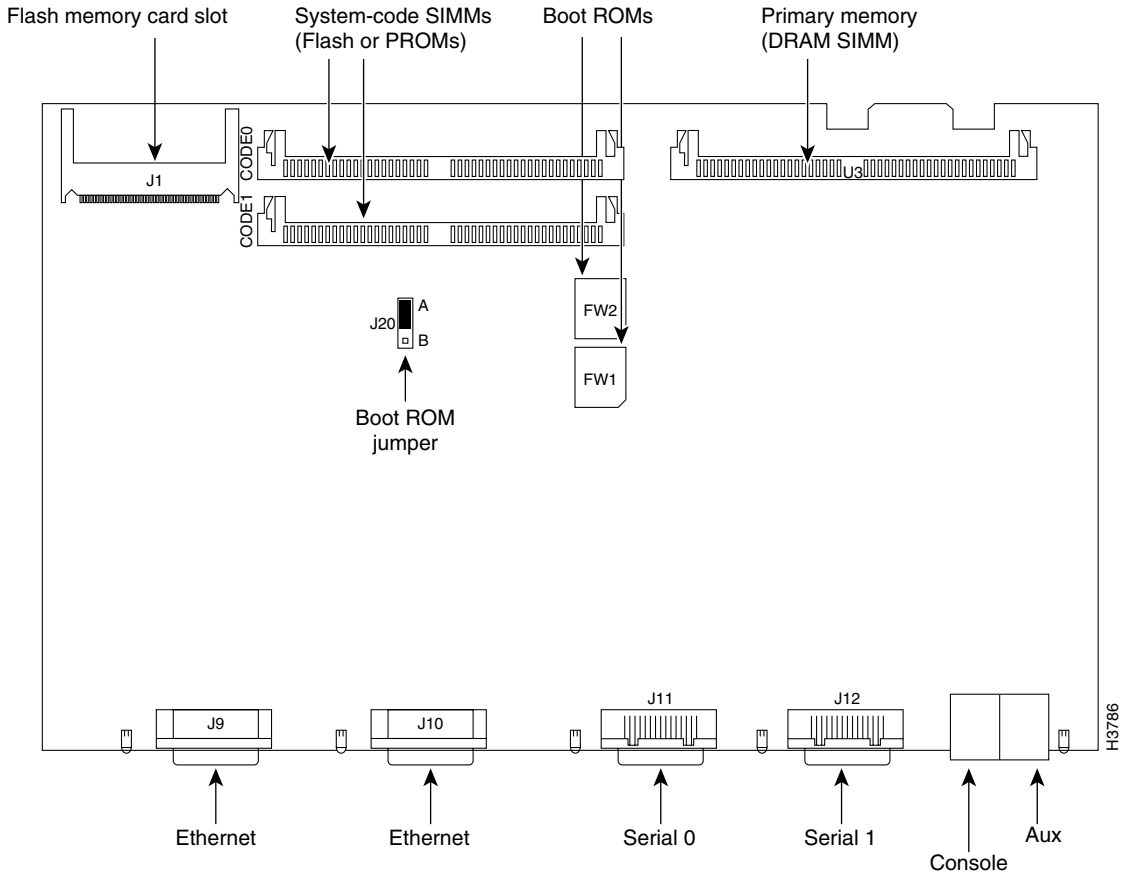 Flash memory card slot
System-code SIMMs
(Flash or PROMs)
Boot ROMs
Primary memory
(DRAM SIMM)
J1
CODE0
U3
CODE1
FW2
J20
A
B
FW1
Boot ROM
jumper
J9
J10
J11
J12
H3786
Ethernet
Ethernet
Serial 0
Serial 1
Aux
Console